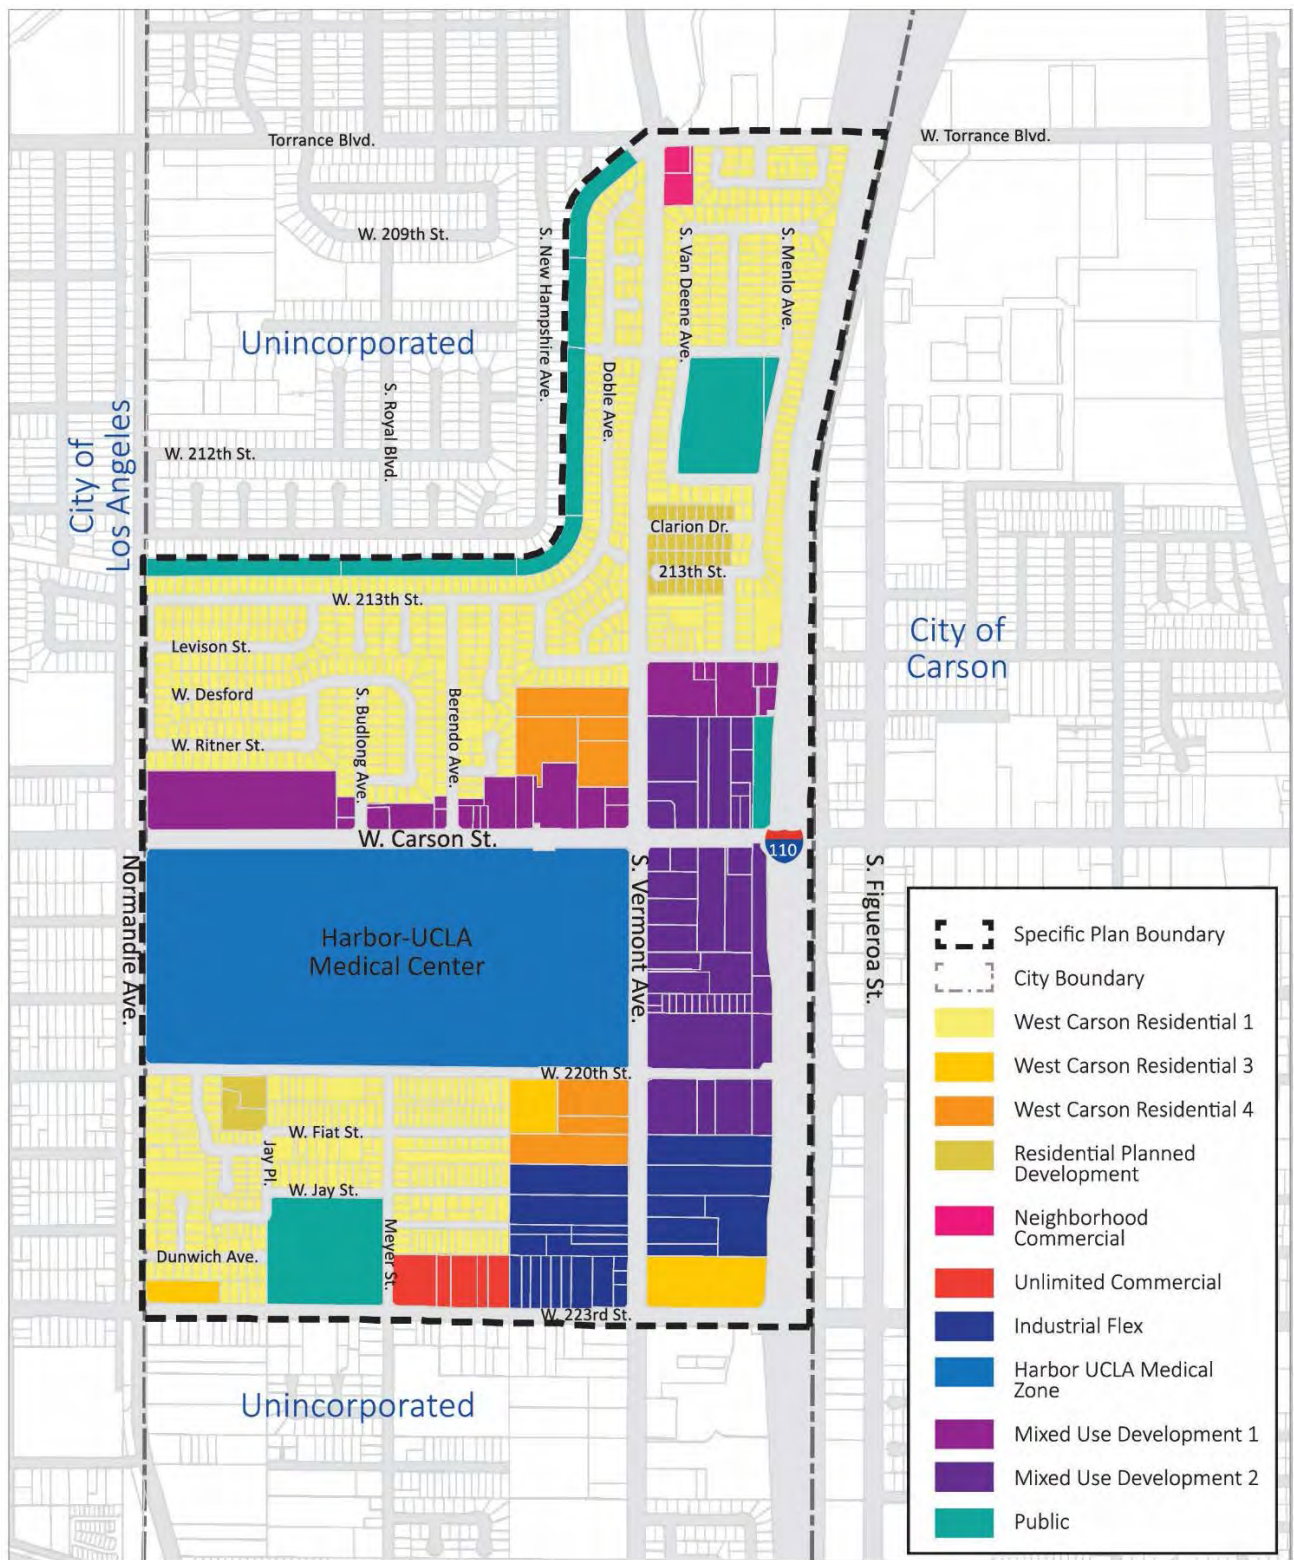 Torrance Blvd.
W. Torrance Blvd.
W. 209th St.
S. New Hampshire Ave.
S. Van Deene Ave.
S. Menlo Ave.
Unincorporated
S. Royal Blvd.
Doble Ave.
City of
Los Angeles
W. 212th St.
Clarion Dr.
213th St.
W. 213th St.
Levison St.
City of
Carson
W. Desford
S. Budlong Ave.
Berendo Ave.
W. Ritner St.
W. Carson St.
110
Normandie Ave.
S. Vermont Ave.
S. Figueroa St.
Harbor-UCLA
Medical Center
W. 220th St.
W. Fiat St.
Jay Pl.
W. Jay St.
Meyer St.
Dunwich Ave.
W. 223rd St.
Unincorporated
Specific Plan Boundary
City Boundary
West Carson Residential 1
West Carson Residential 3
West Carson Residential 4
Residential Planned
Development
Neighborhood
Commercial
Unlimited Commercial
Industrial Flex
Harbor UCLA Medical
Zone
Mixed Use Development 1
Mixed Use Development 2
Public